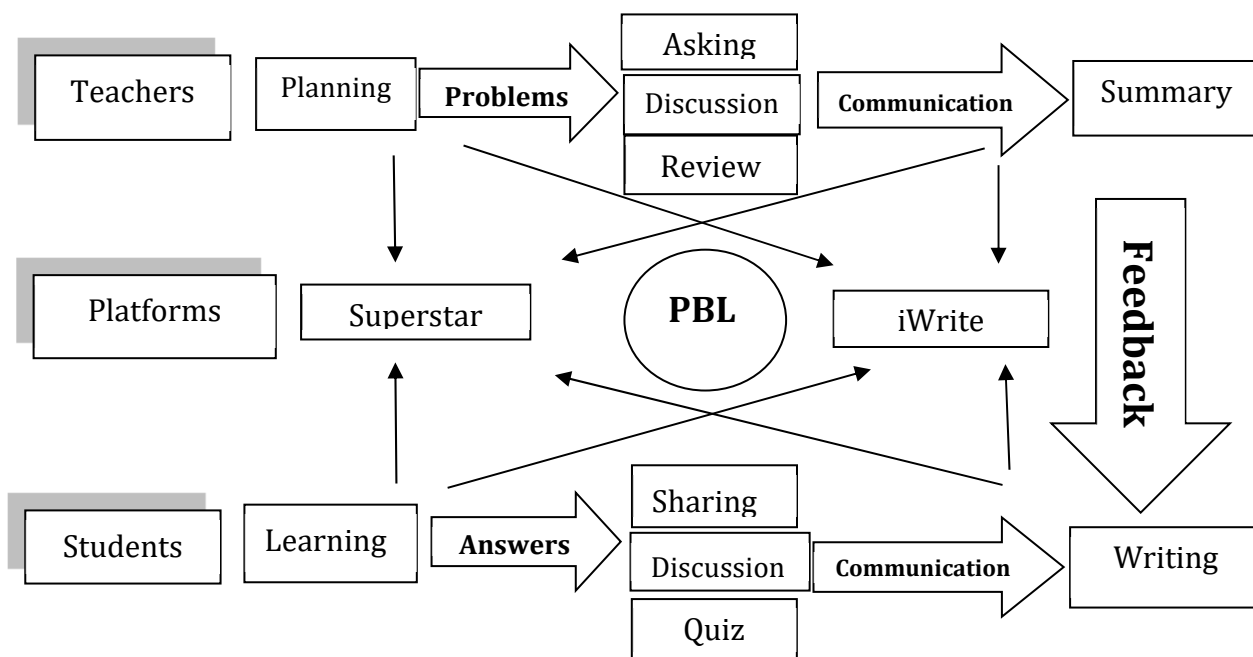 Teachers
Planning
Problems
Asking
Discussion
Review
Communication
Summary
Platforms
Superstar
PBL
iWrite
Feedback
Students
Learning
Answers
Sharing
Discussion
Quiz
Communication
Writing